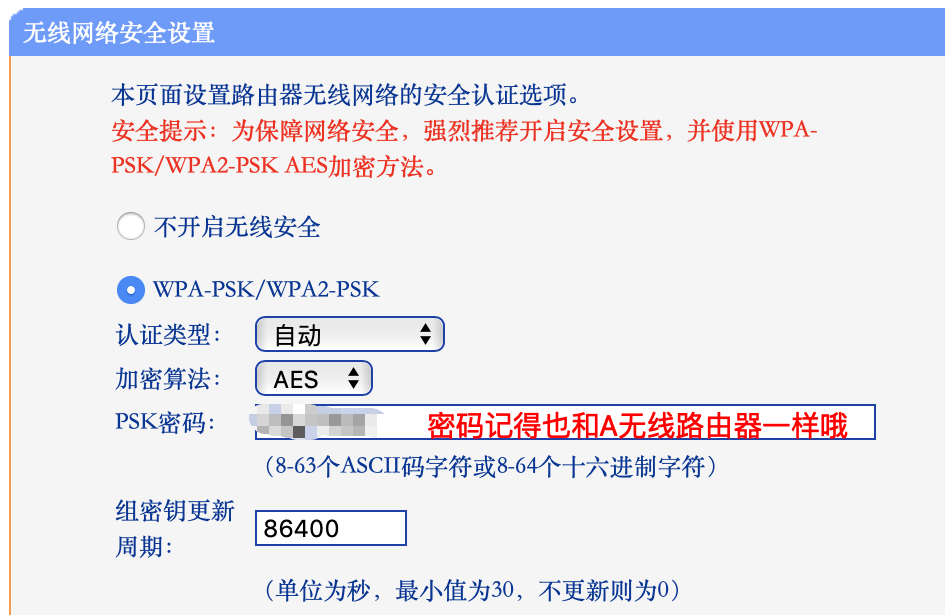 无线网络安全设置
本页面设置路由器无线网络的安全认证选项。
安全提示：为保障网络安全，强烈推荐开启安全设置，并使用WPA-
PSK/WPA2-PSK AES加密方法。
不开启无线安全
WPA-PSK/WPA2-PSK
认证类型： 自动
加密算法： AES
PSK密码： 密码记得也和A无线路由器一样哦
（8-63个ASCII码字符或8-64个十六进制字符）
组密钥更新
周期： 86400
（单位为秒，最小值为30，不更新则为0）